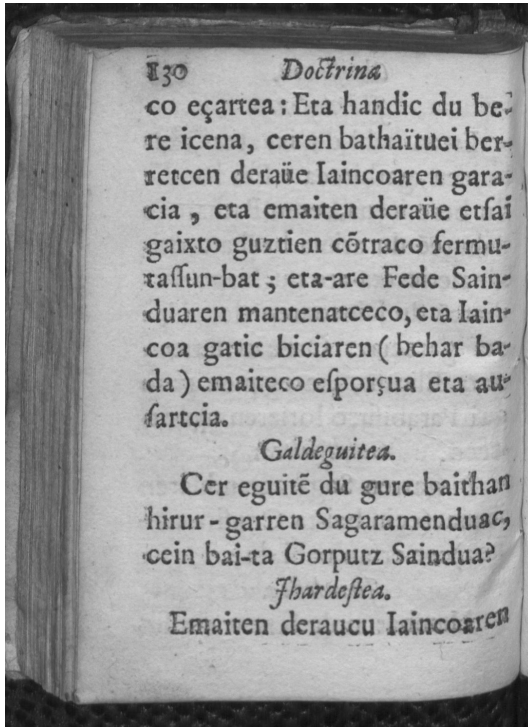 130 Doctrina
co eçartea: Eta handic du be-
re icena, ceren bathaïtuei ber-
retcen deraüe Iaincoaren gara-
cia, eta emaiten deraüe etſai
gaixto guztien cõtraco fermu-
taſſun-bat; eta-are Fede Sain-
duaren mantenatceco, eta Iain-
coa gatic biciaren (behar ba-
da) emaiteco eſporçua eta au-
ſartcia.
Galdeguitea.
Cer eguitẽ du gure baithan
hirur-garren Sagaramenduac,
cein bai-ta Gorputz Saindua?
Jhardeſtea.
Emaiten deraucu Iaincoaren